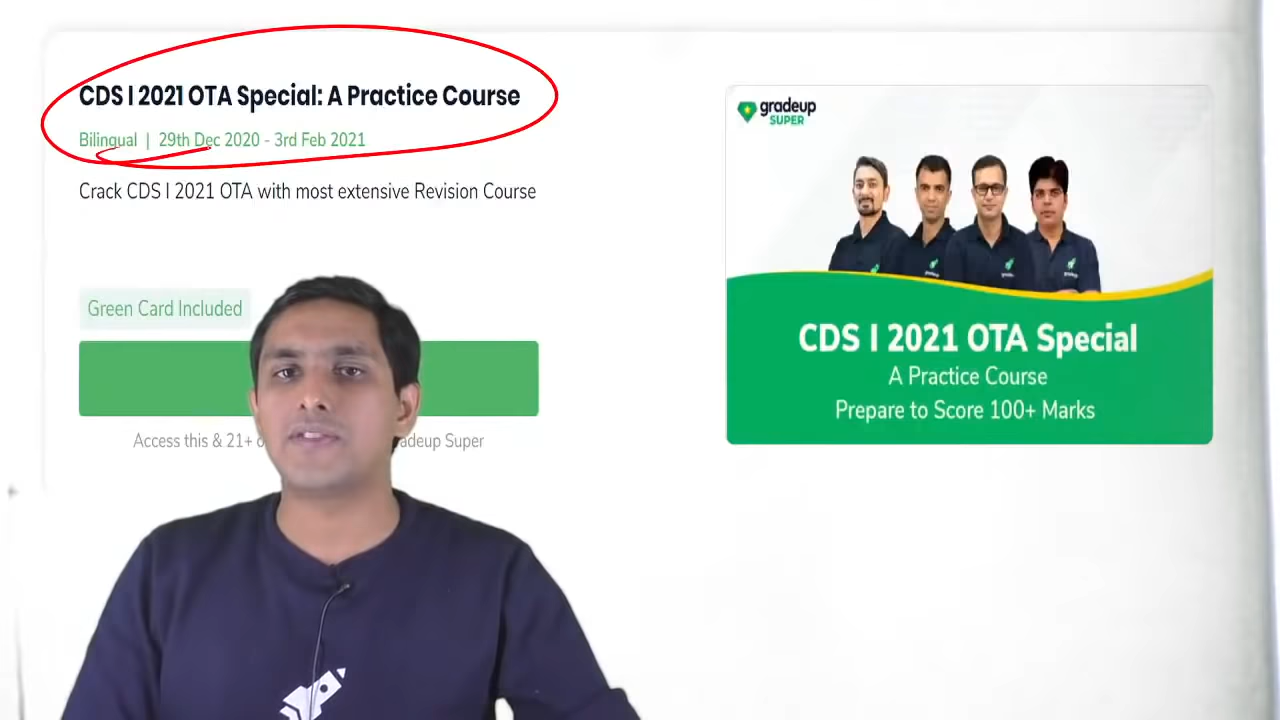 CDS I 2021 OTA Special: A Practice Course
Bilingual | 29th Dec 2020 - 3rd Feb 2021
Crack CDS I 2021 OTA with most extensive Revision Course
Green Card Included
Access this & 21+
Super
gradeup
SUPER
CDS I 2021 OTA Special
A Practice Course
Prepare to Score 100+ Marks